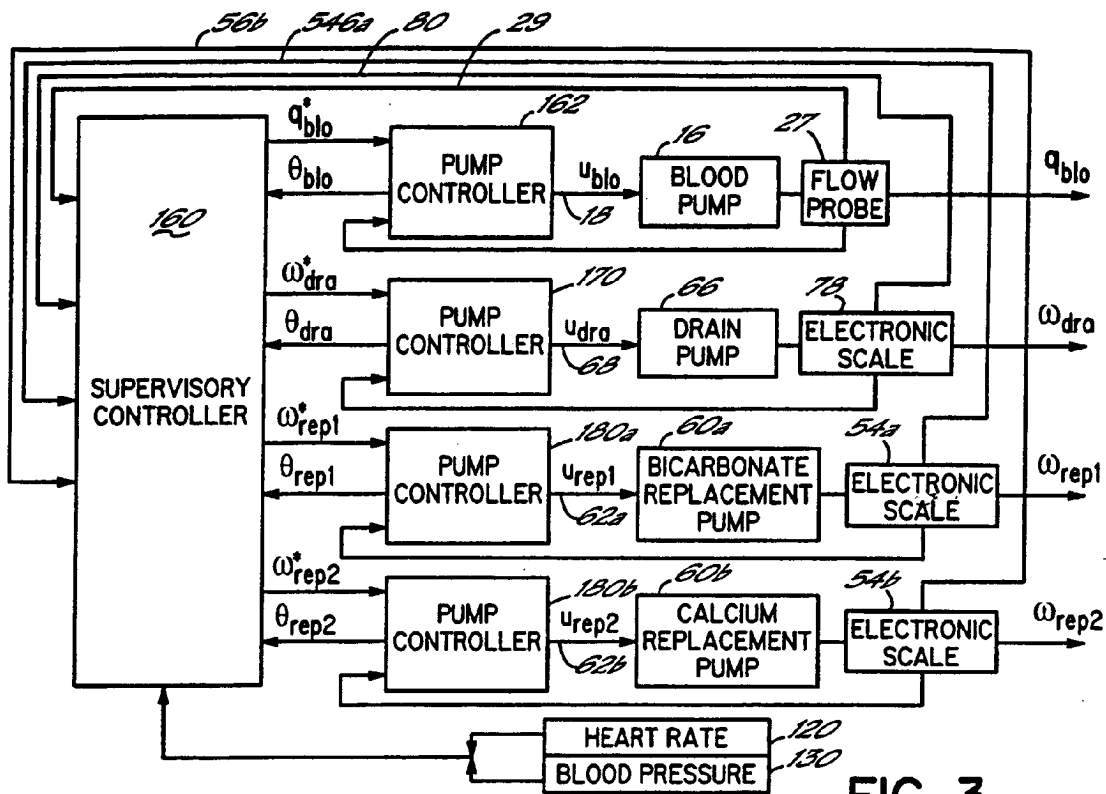 56b 546a 80 29
162
q*blo
θblo
PUMP CONTROLLER
ublo
18
16
BLOOD PUMP
27
FLOW PROBE
qblo
160
SUPERVISORY CONTROLLER
170
ω*dra
θdra
PUMP CONTROLLER
udra
68
66
DRAIN PUMP
78
ELECTRONIC SCALE
ωdra
180a
ω*rep1
θrep1
PUMP CONTROLLER
urep1
62a
60a
BICARBONATE REPLACEMENT PUMP
54a
ELECTRONIC SCALE
ωrep1
180b
ω*rep2
θrep2
PUMP CONTROLLER
urep2
62b
60b
CALCIUM REPLACEMENT PUMP
54b
ELECTRONIC SCALE
ωrep2
HEART RATE 120
BLOOD PRESSURE 130
FIG. 3